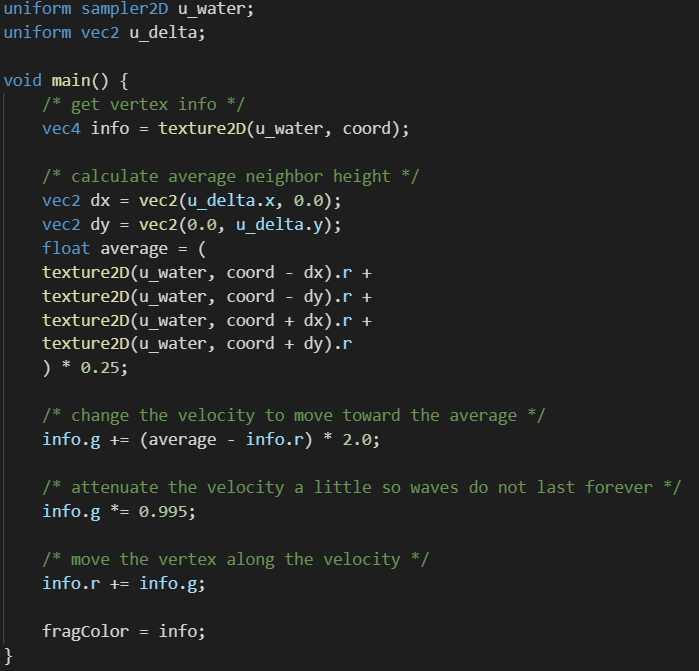 uniform sampler2D u_water;
uniform vec2 u_delta;
void main() {
/* get vertex info */
vec4 info = texture2D(u_water, coord);
/* calculate average neighbor height */
vec2 dx = vec2(u_delta.x, 0.0);
vec2 dy = vec2(0.0, u_delta.y);
float average = (
texture2D(u_water, coord - dx).r +
texture2D(u_water, coord - dy).r +
texture2D(u_water, coord + dx).r +
texture2D(u_water, coord + dy).r
) * 0.25;
/* change the velocity to move toward the average */
info.g += (average - info.r) * 2.0;
/* attenuate the velocity a little so waves do not last forever */
info.g *= 0.995;
/* move the vertex along the velocity */
info.r += info.g;
fragColor = info;
}